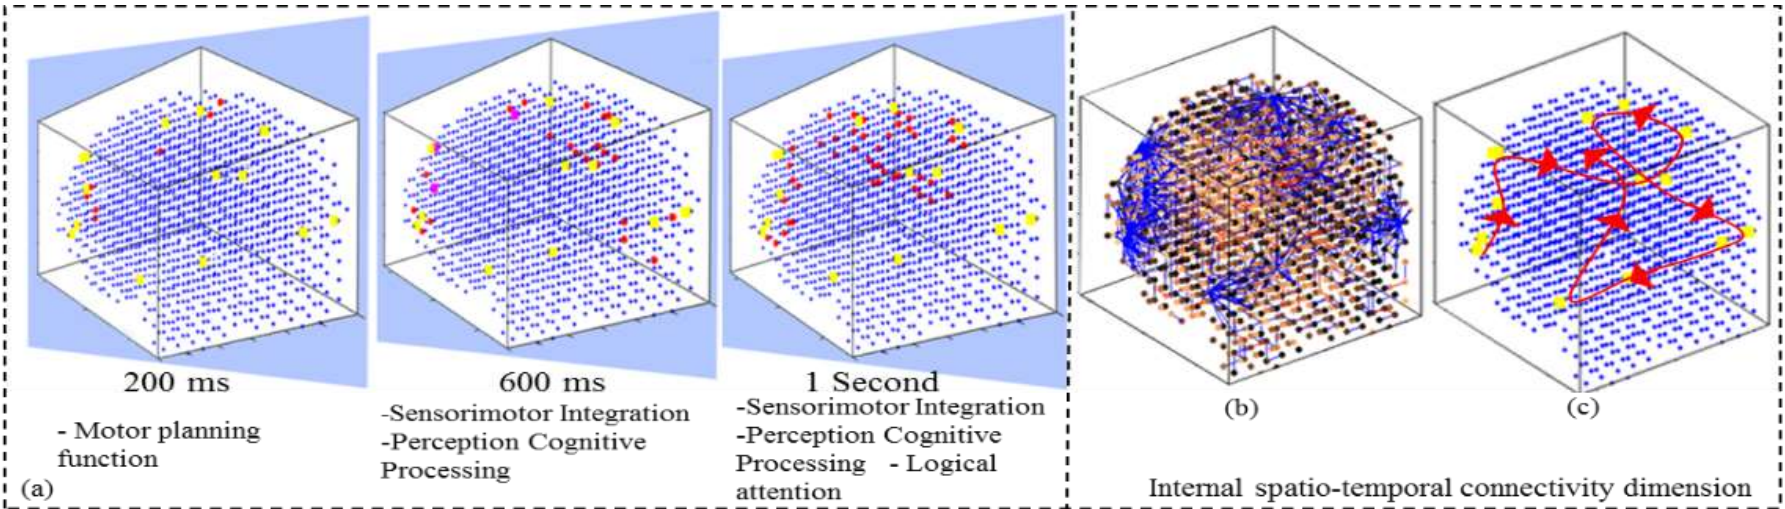 200 ms
- Motor planning
function
600 ms
-Sensorimotor Integration
-Perception Cognitive
Processing
1 Second
-Sensorimotor Integration
-Perception Cognitive
Processing - Logical
attention
(a)
(b)
(c)
Internal spatio-temporal connectivity dimension